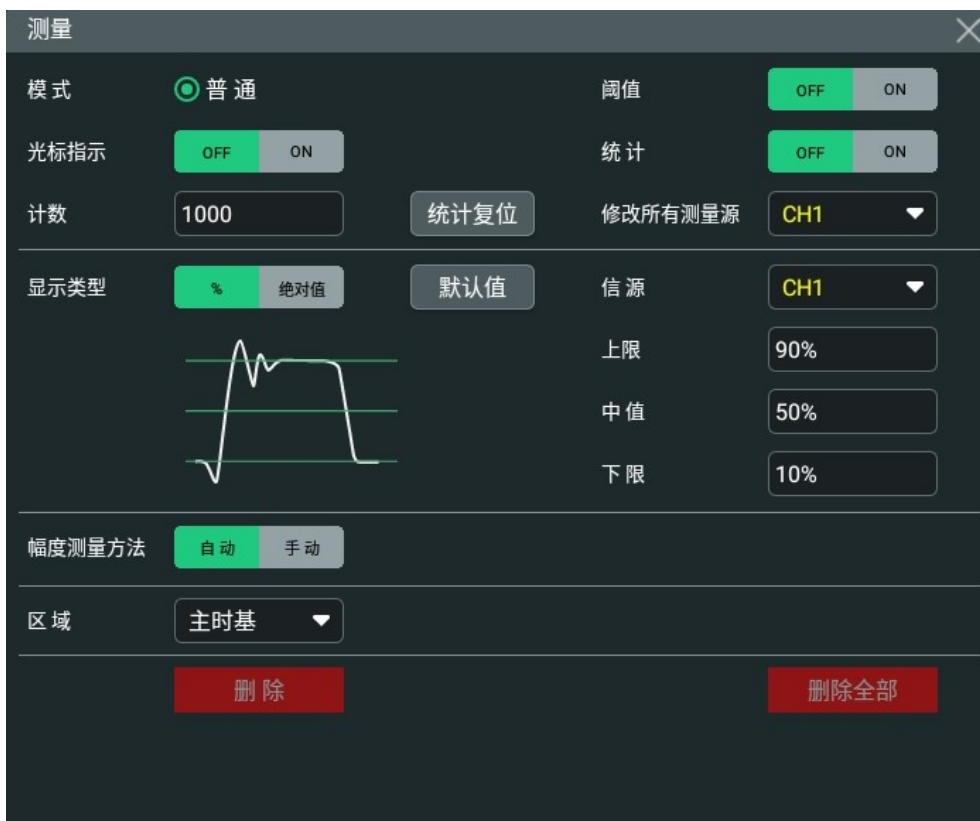 测量
模式 普通 阈值 OFF ON
光标指示 OFF ON 统计 OFF ON
计数 1000 统计复位 修改所有测量源 CH1
显示类型 % 绝对值 默认值 信源 CH1
上限 90%
中值 50%
下限 10%
幅度测量方法 自动 手动
区域 主时基
删除 删除全部